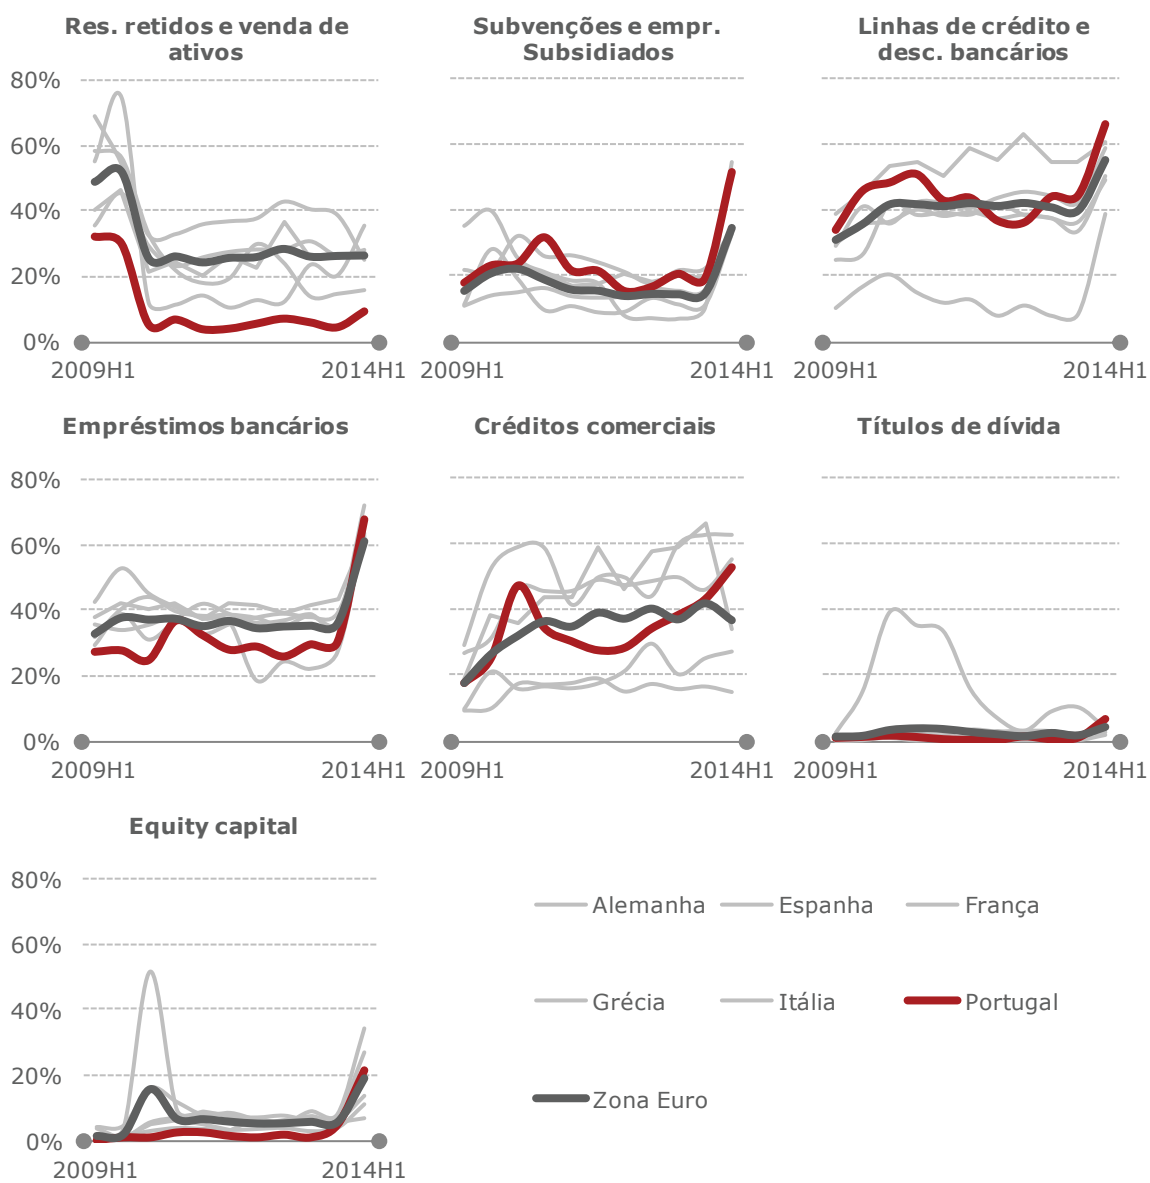 Res. retidos e venda de
ativos
Subvenções e empr.
Subsidiados
Linhas de crédito e
desc. bancários
80%
60%
40%
20%
0%
2009H1
2014H1
2009H1
2014H1
2009H1
2014H1
Empréstimos bancários
Créditos comerciais
Títulos de dívida
80%
60%
40%
20%
0%
2009H1
2014H1
2009H1
2014H1
2009H1
2014H1
Equity capital
80%
60%
40%
20%
0%
2009H1
2014H1
Alemanha
Espanha
França
Grécia
Itália
Portugal
Zona Euro